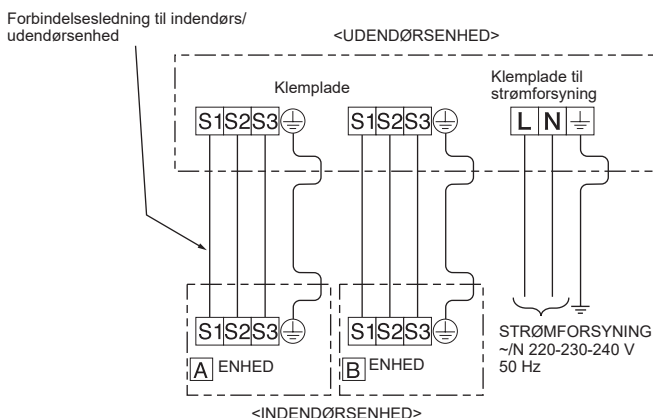 Forbindelsesledning til indendørs/
udendørsenhed
<UDENDØRSENHED>
Klemplade
Klemplade til
strømforsyning
S1 S2 S3
S1 S2 S3
L N
S1 S2 S3
S1 S2 S3
A ENHED
B ENHED
STRØMFORSYNING
~/N 220-230-240 V
50 Hz
<INDENDØRSENHED>